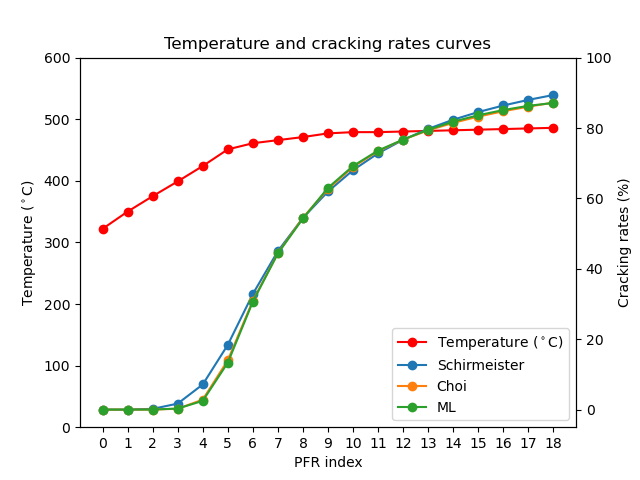 Temperature and cracking rates curves
600
500
400
300
200
100
0
Temperature (°C)
100
80
60
40
20
0
Cracking rates (%)
Temperature (°C)
Schirmeister
Choi
ML
0 1 2 3 4 5 6 7 8 9 10 11 12 13 14 15 16 17 18
PFR index